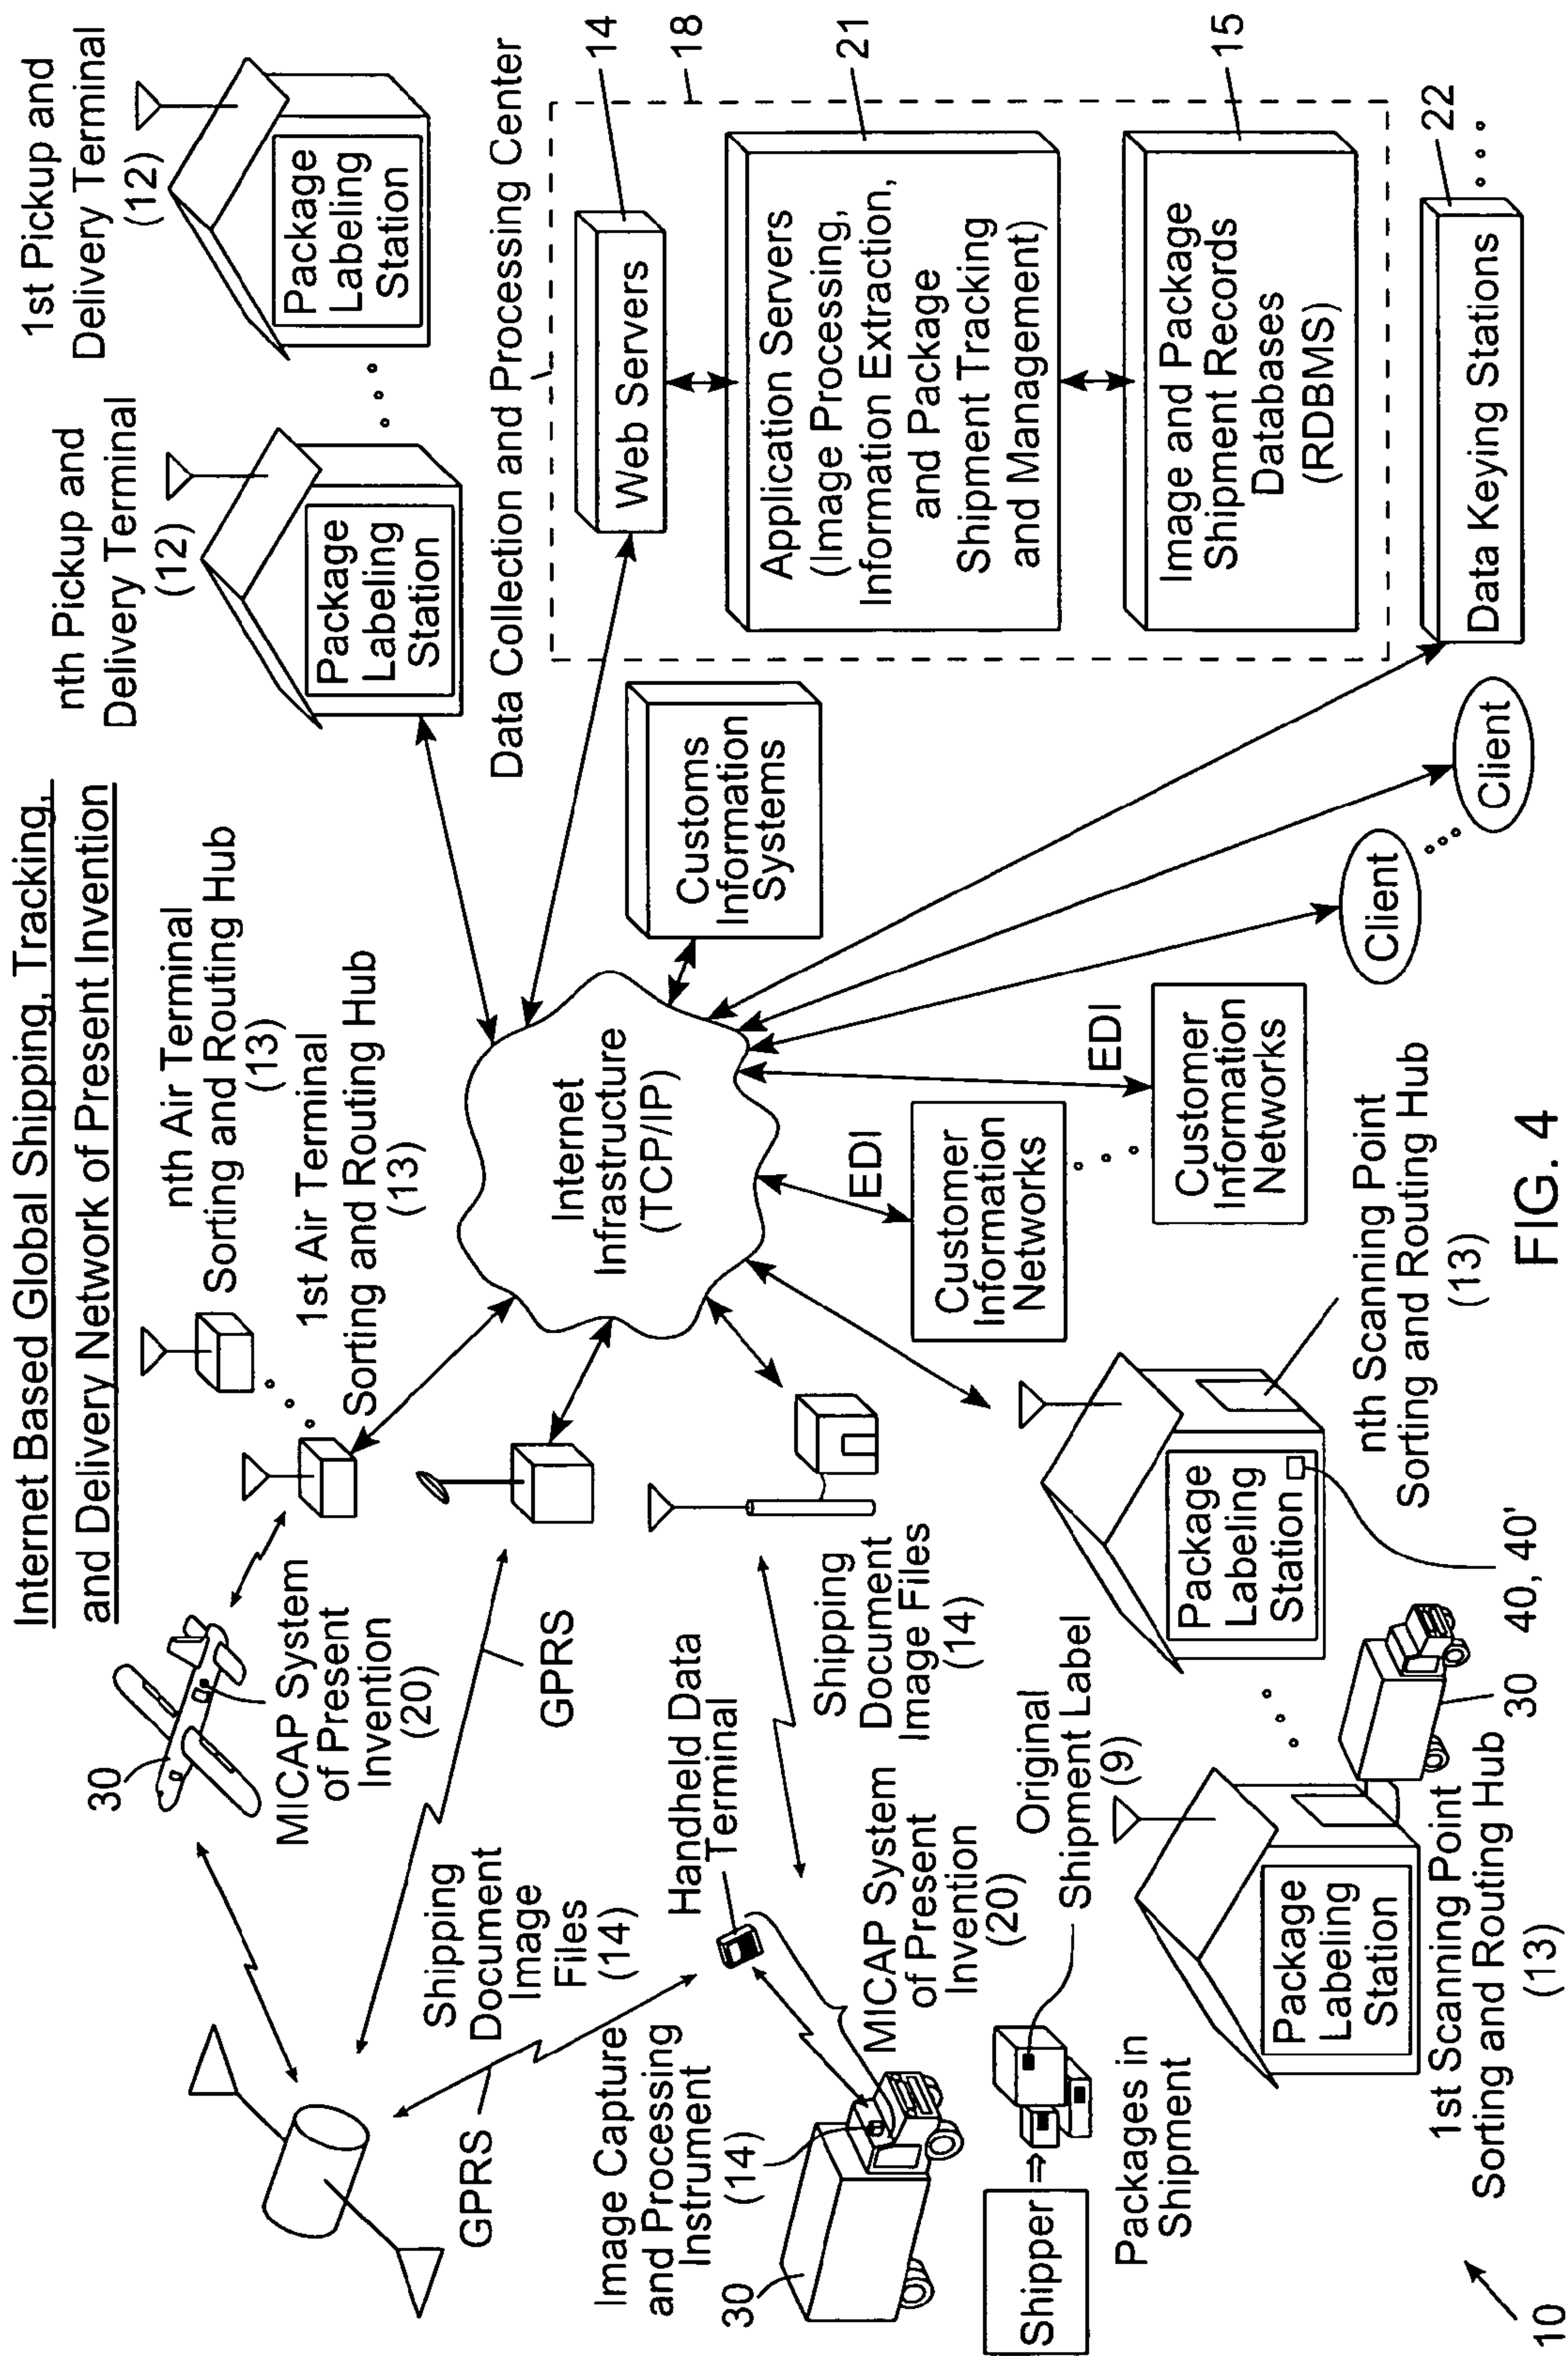 Internet Based Global Shipping, Tracking,
and Delivery Network of Present Invention
30
MICAP System
of Present
Invention
(20)
nth Air Terminal
Sorting and Routing Hub
(13)
1st Air Terminal
Sorting and Routing Hub
(13)
nth Pickup and
Delivery Terminal
(12)
Package
Labeling
Station
1st Pickup and
Delivery Terminal
(12)
Package
Labeling
Station
GPRS
Shipping
Document
Image
Files
(14)
GPRS
Internet
Infrastructure
(TCP/IP)
Data Collection and Processing Center
Web Servers
14
18
Application Servers
(Image Processing,
Information Extraction,
and Package
Shipment Tracking
and Management)
21
Image and Package
Shipment Records
Databases
(RDBMS)
15
Data Keying Stations
22
Customs
Information
Systems
Client
Client
Image Capture
and Processing
Instrument
(14)
Handheld Data
Terminal
30
MICAP System
of Present
Invention
(20)
Shipping
Document
Image Files
(14)
EDI
Customer
Information
Networks
EDI
Customer
Information
Networks
Shipper
Packages in
Shipment
Original
Shipment Label
(9)
Package
Labeling
Station
1st Scanning Point
Sorting and Routing Hub
(13)
30
Package
Labeling
Station
40, 40'
nth Scanning Point
Sorting and Routing Hub
(13)
10
FIG. 4